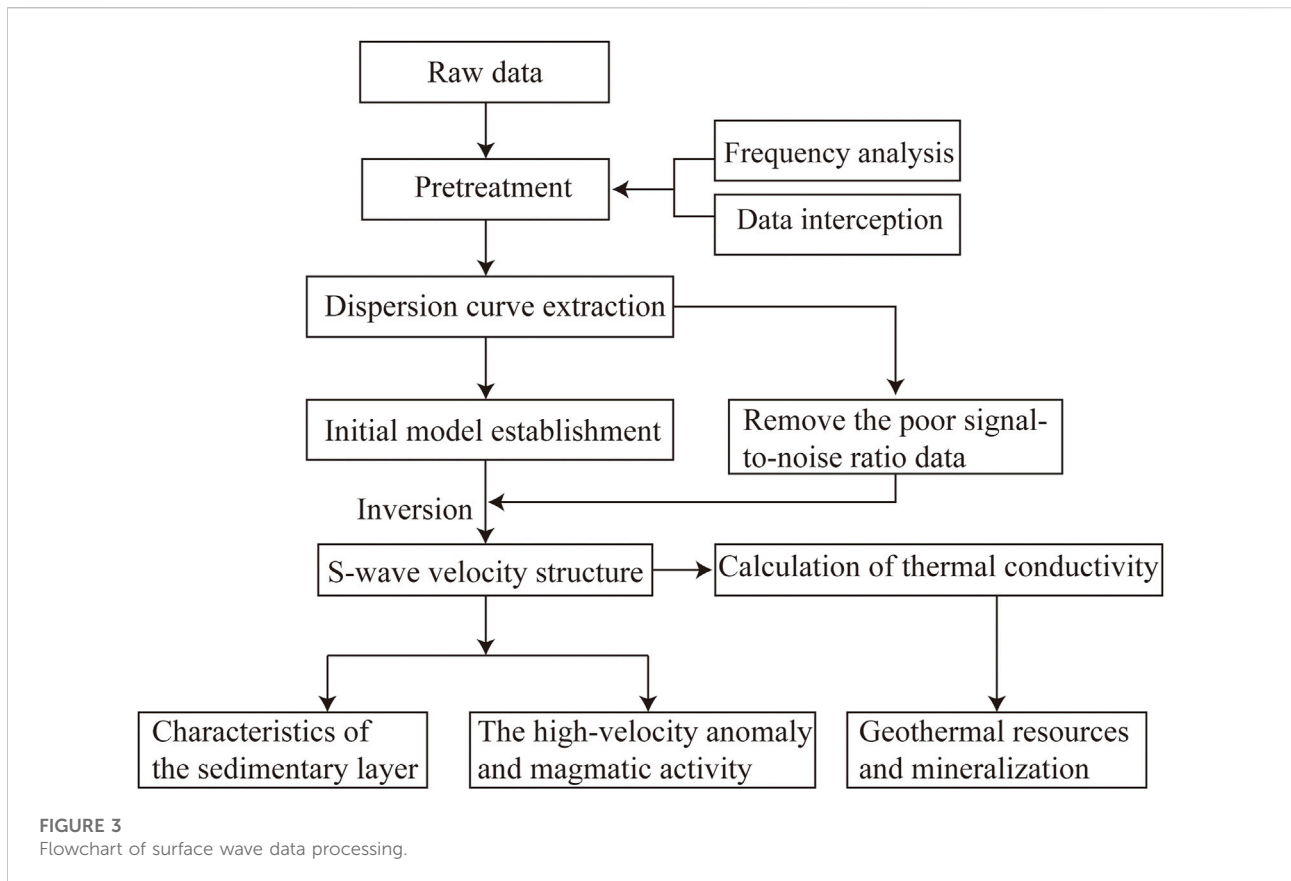 Raw data
Pretreatment
Frequency analysis
Data interception
Dispersion curve extraction
Initial model establishment
Remove the poor signal-
to-noise ratio data
Inversion
S-wave velocity structure
Calculation of thermal conductivity
Characteristics of
the sedimentary layer
The high-velocity anomaly
and magmatic activity
Geothermal resources
and mineralization
FIGURE 3
Flowchart of surface wave data processing.